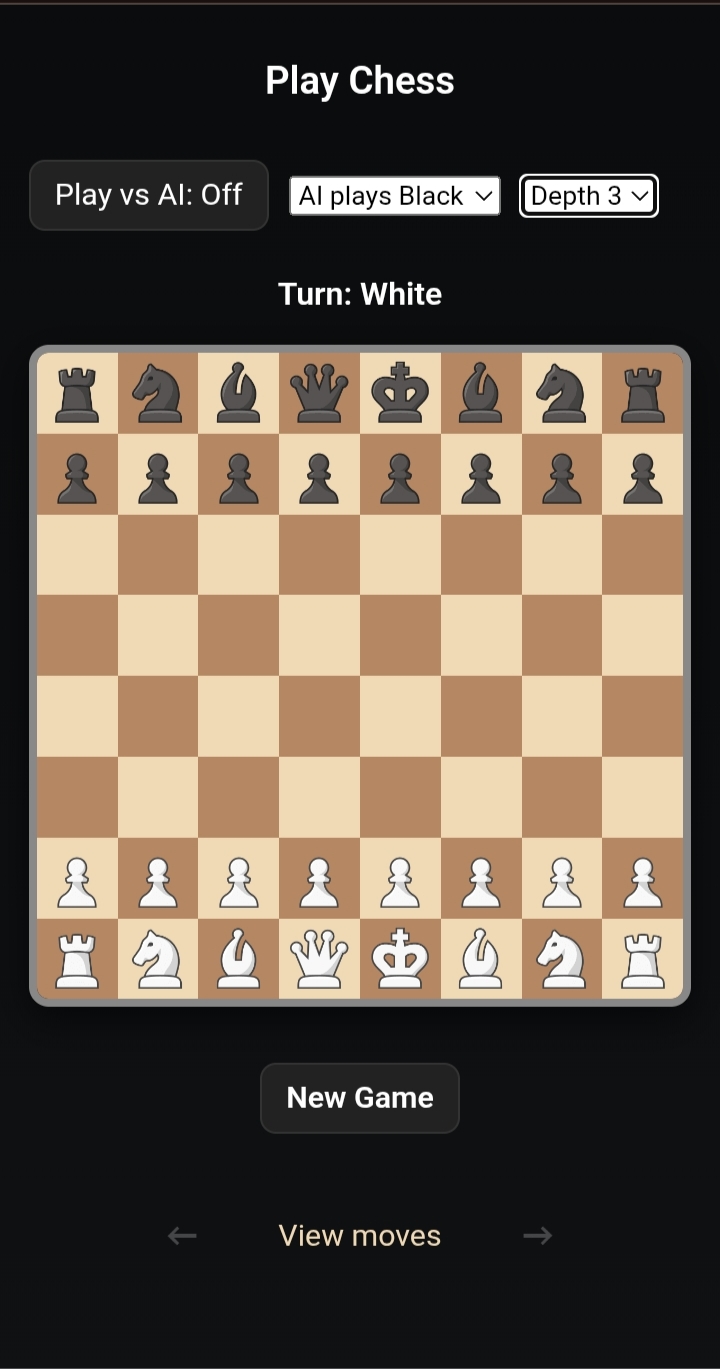 Play Chess
Play vs AI: Off
AI plays Black
Depth 3
Turn: White
New Game
← View moves →